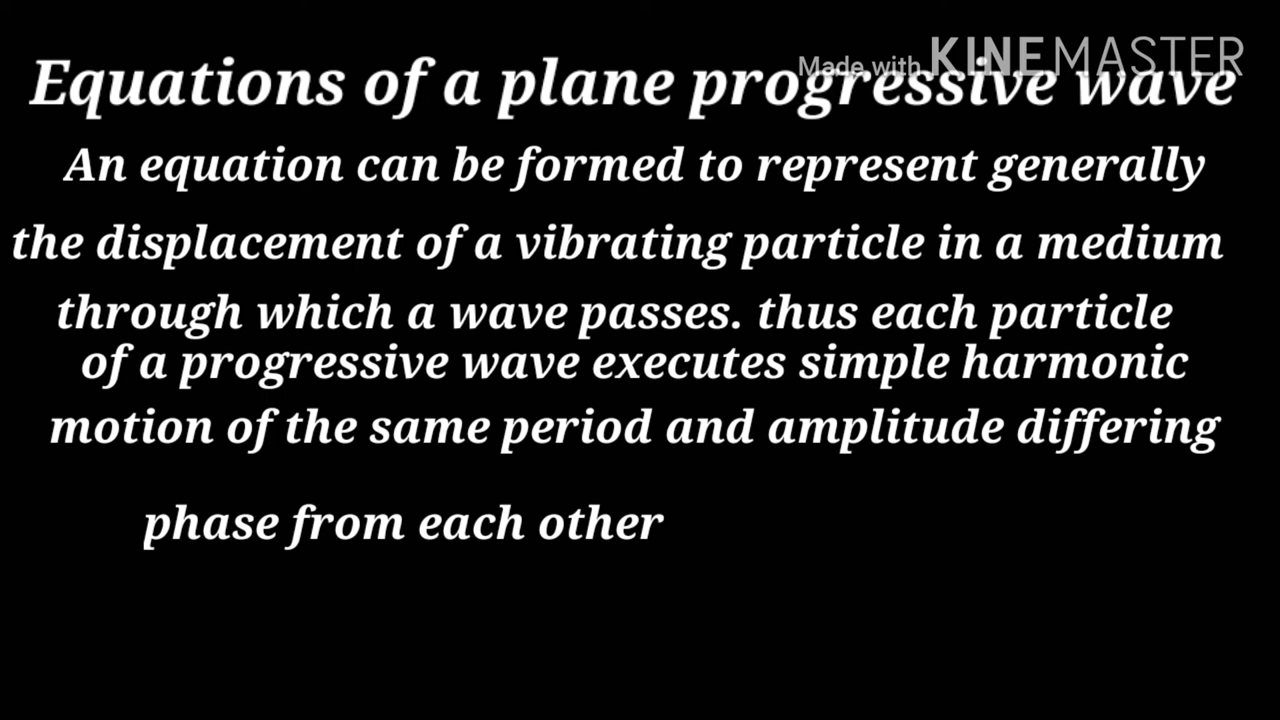 Made with KINEMASTER
Equations of a plane progressive wave
An equation can be formed to represent generally
the displacement of a vibrating particle in a medium
through which a wave passes. thus each particle
of a progressive wave executes simple harmonic
motion of the same period and amplitude differing
phase from each other